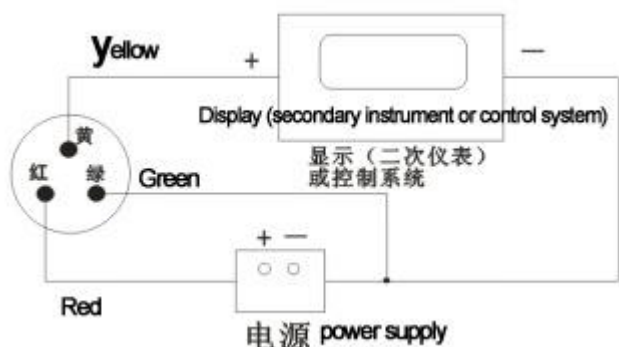 Yellow
+
—
Display (secondary instrument or control system)
显示（二次仪表）
或控制系统
黄
红
绿
Green
+ —
Red
电源 power supply